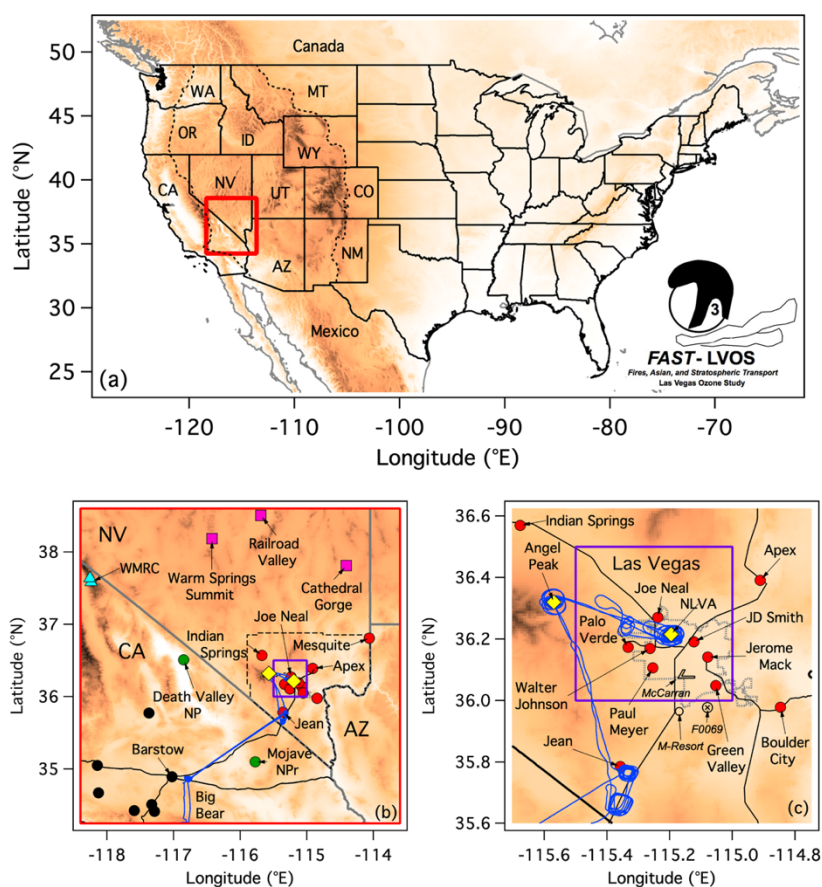 50
45
40
35
30
25
Latitude (°N)
Canada
WA
MT
OR
ID
WY
CA
NV
UT
CO
AZ
NM
Mexico
(a)
3
FAST- LVOS
Fires, Asian, and Stratospheric Transport
Las Vegas Ozone Study
-120
-110
-100
-90
-80
-70
Longitude (°E)
38
37
36
35
Latitude (°N)
NV
Railroad
Valley
WMRC
Warm Springs
Summit
Cathedral
Gorge
Joe Neal
Indian
Springs
Mesquite
CA
Apex
Death Valley
NP
Jean
AZ
Barstow
Mojave
NPr
Big
Bear
(b)
-118
-117
-116
-115
-114
Longitude (°E)
36.6
36.4
36.2
36.0
35.8
35.6
Latitude (°N)
Indian Springs
Angel
Peak
Las Vegas
Apex
Joe Neal
NLVA
Palo
Verde
JD Smith
Jerome
Mack
Walter
Johnson
McCarran
Paul
Meyer
F0069
M-Resort
Green
Valley
Boulder
City
Jean
(c)
-115.6
-115.4
-115.2
-115.0
-114.8
Longitude (°E)